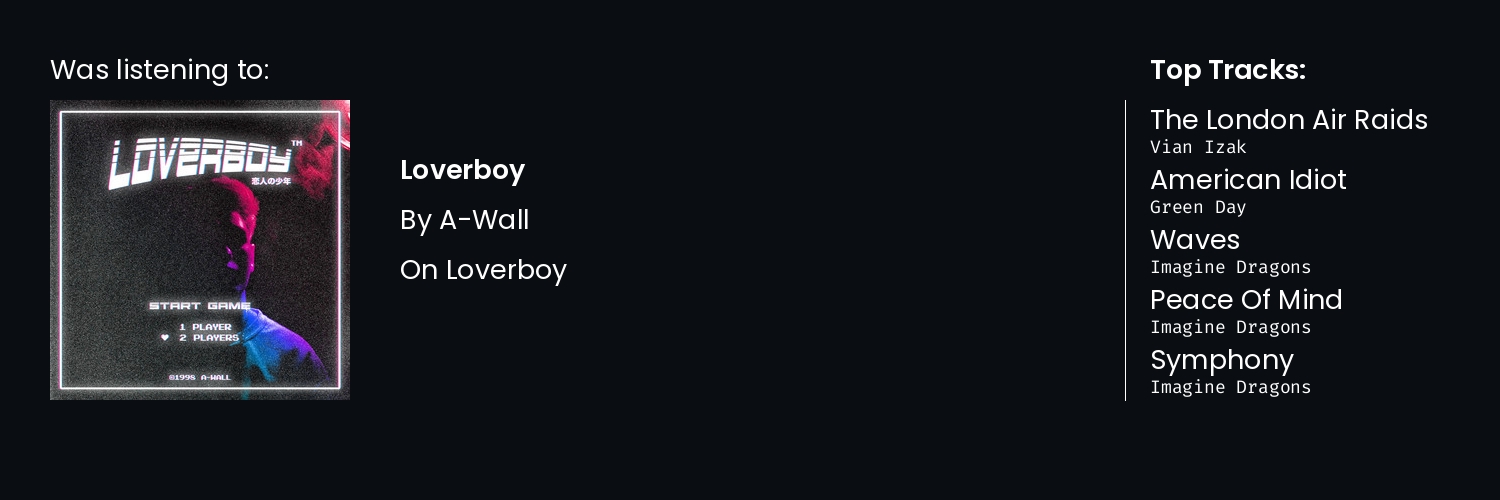 Was listening to:
LOVERBOY™
恋人の少年
START GAME
1 PLAYER
♥ 2 PLAYERS
©1998 A-WALL
Loverboy
By A-Wall
On Loverboy
Top Tracks:
The London Air Raids
Vian Izak
American Idiot
Green Day
Waves
Imagine Dragons
Peace Of Mind
Imagine Dragons
Symphony
Imagine Dragons